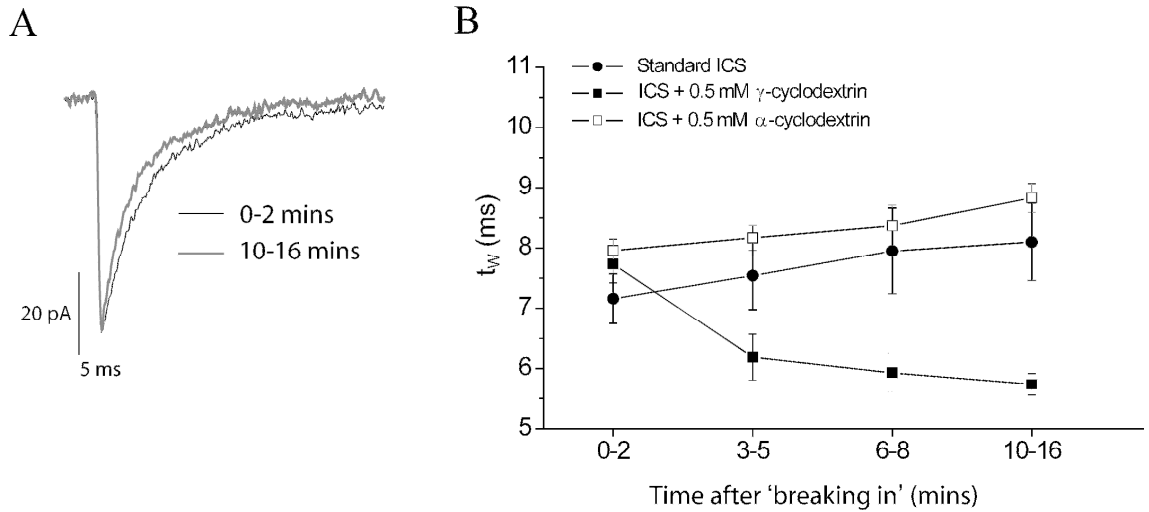 A
0-2 mins
10-16 mins
20 pA
5 ms
B
Standard ICS
ICS + 0.5 mM γ-cyclodextrin
ICS + 0.5 mM α-cyclodextrin
11
10
9
8
7
6
5
tW (ms)
0-2
3-5
6-8
10-16
Time after ‘breaking in’ (mins)